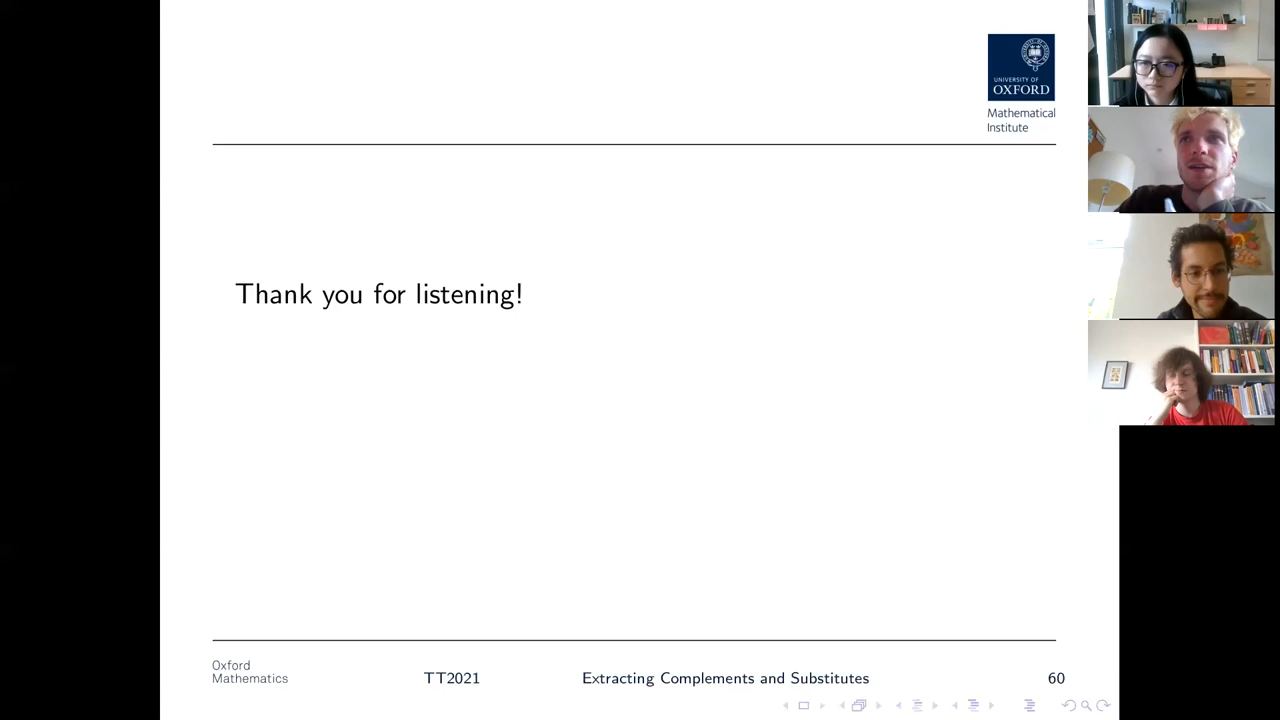 UNIVERSITY OF
OXFORD
Mathematical
Institute
Thank you for listening!
Oxford
Mathematics
TT2021
Extracting Complements and Substitutes
60